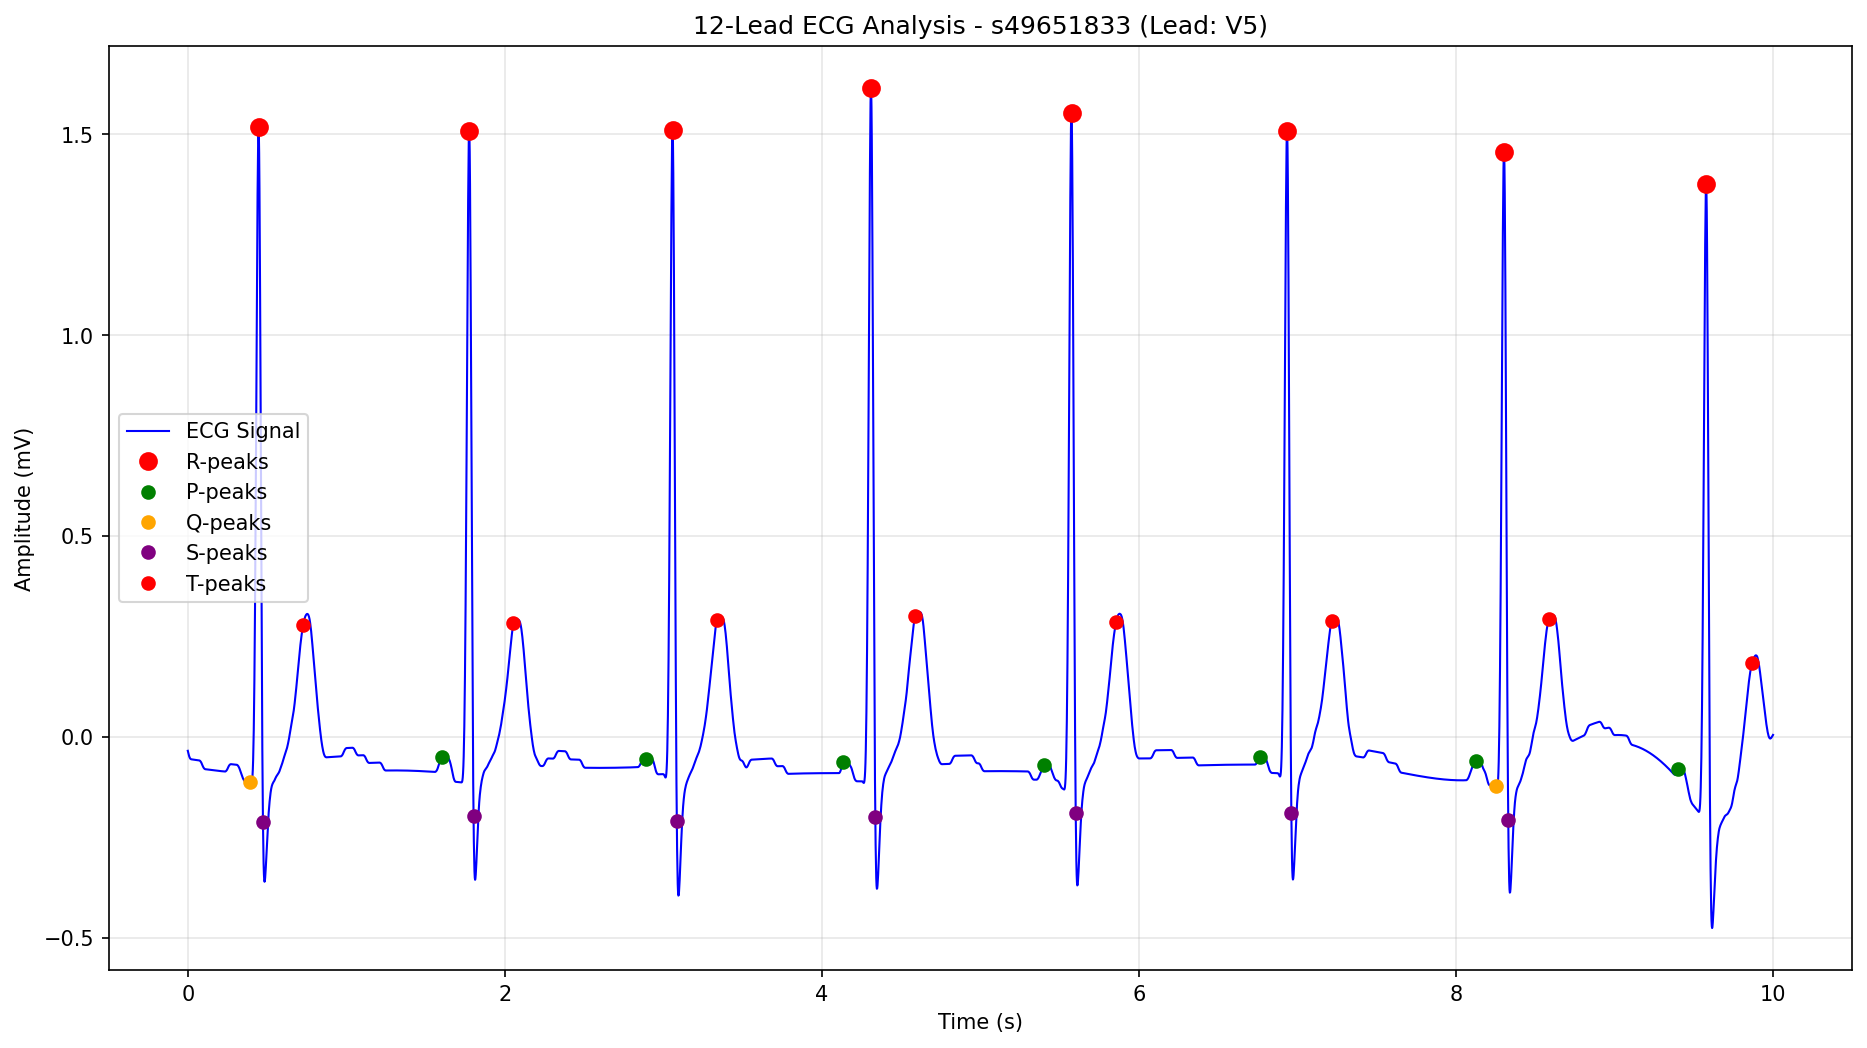 12-Lead ECG Analysis - s49651833 (Lead: V5)
Amplitude (mV)
1.5
1.0
0.5
0.0
−0.5
ECG Signal
R-peaks
P-peaks
Q-peaks
S-peaks
T-peaks
0 2 4 6 8 10
Time (s)